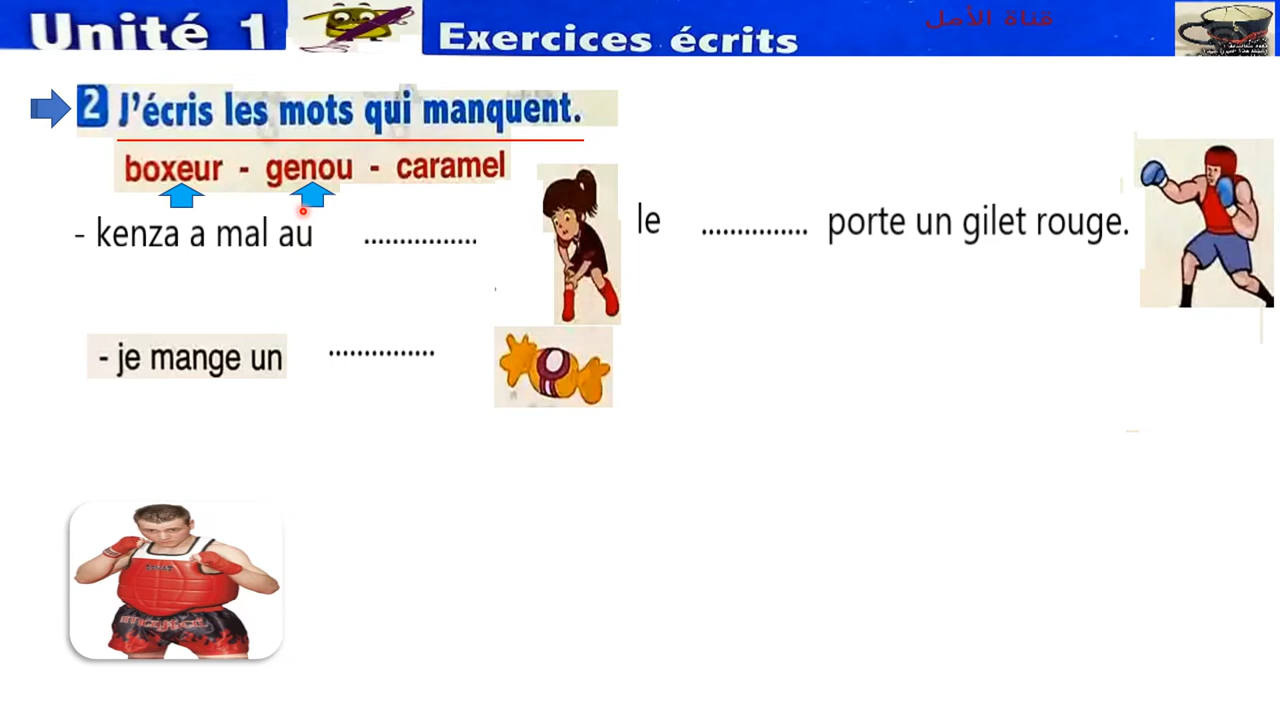 Unité 1
Exercices écrits
قناة الأمل
2 J'écris les mots qui manquent.
boxeur - genou - caramel
- kenza a mal au ................
le ............... porte un gilet rouge.
- je mange un ...............